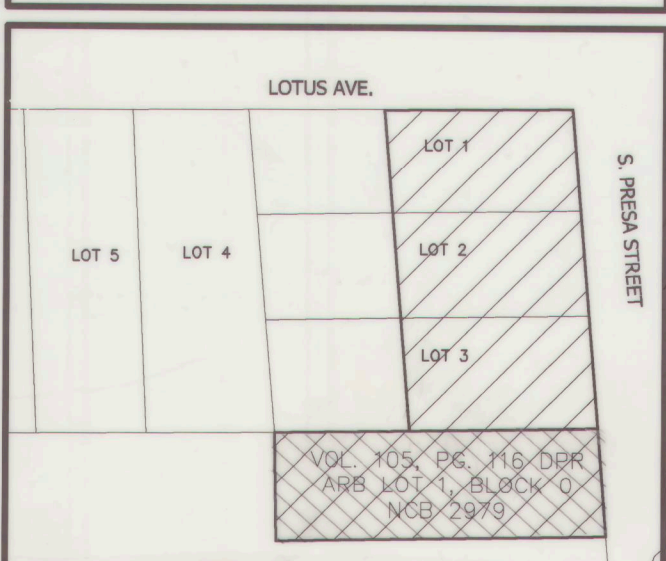 LOTUS AVE.
LOT 1
S. PRESA STREET
LOT 5
LOT 4
LOT 2
LOT 3
VOL. 105, PG. 116 DPR
ARB LOT 1, BLOCK 0
NCB 2979